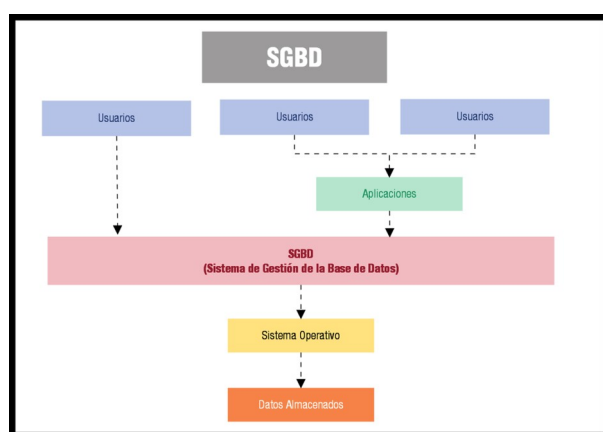 SGBD
Usuarios
Usuarios
Usuarios
Aplicaciones
SGBD
(Sistema de Gestión de la Base de Datos)
Sistema Operativo
Datos Almacenados